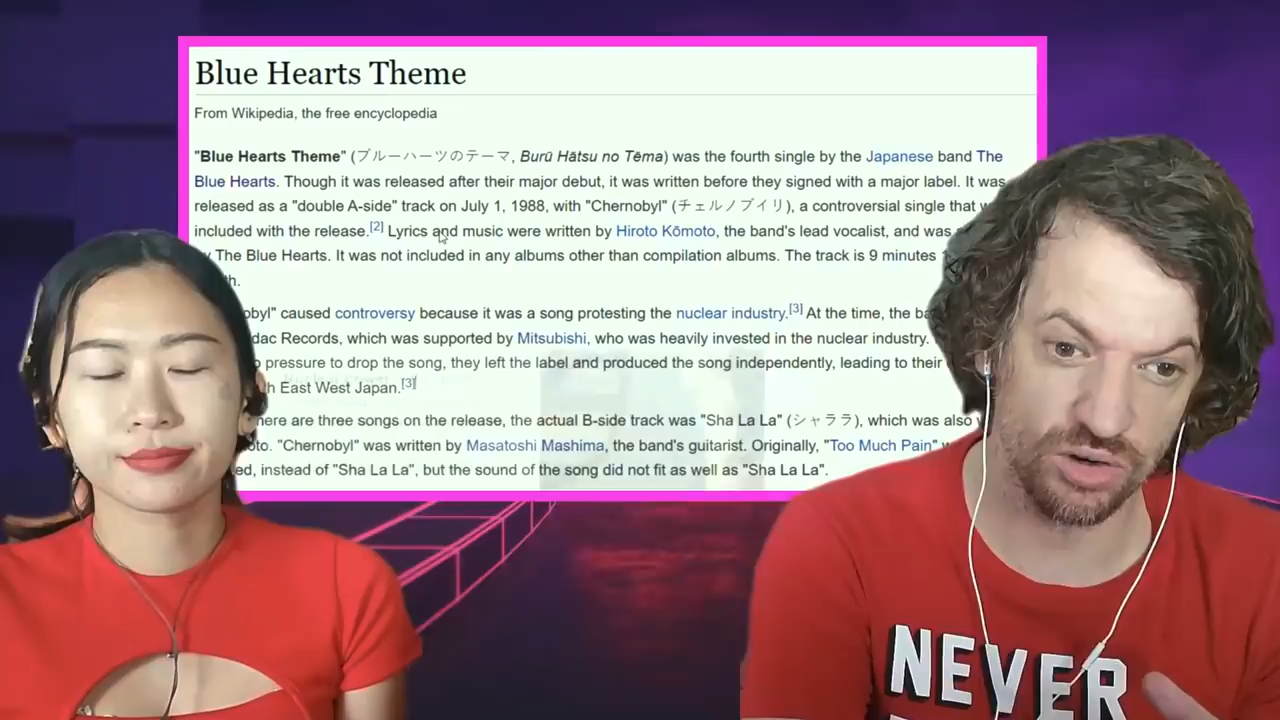 Blue Hearts Theme
From Wikipedia, the free encyclopedia
"Blue Hearts Theme" (ブルーハーツのテーマ, Burū Hātsu no Tēma) was the fourth single by the Japanese band The
Blue Hearts. Though it was released after their major debut, it was written before they signed with a major label. It was
released as a "double A-side" track on July 1, 1988, with "Chernobyl" (チェルノブイリ), a controversial single that
included with the release.[2] Lyrics and music were written by Hiroto Kōmoto, the band's lead vocalist, and was
The Blue Hearts. It was not included in any albums other than compilation albums. The track is 9 minutes
obyl" caused controversy because it was a song protesting the nuclear industry.[3] At the time, the
dac Records, which was supported by Mitsubishi, who was heavily invested in the nuclear industry.
pressure to drop the song, they left the label and produced the song independently, leading to their
East West Japan.[3]
here are three songs on the release, the actual B-side track was "Sha La La" (シャララ), which was also
oto. "Chernobyl" was written by Masatoshi Mashima, the band's guitarist. Originally, "Too Much Pain"
ed, instead of "Sha La La", but the sound of the song did not fit as well as "Sha La La".
NEVER